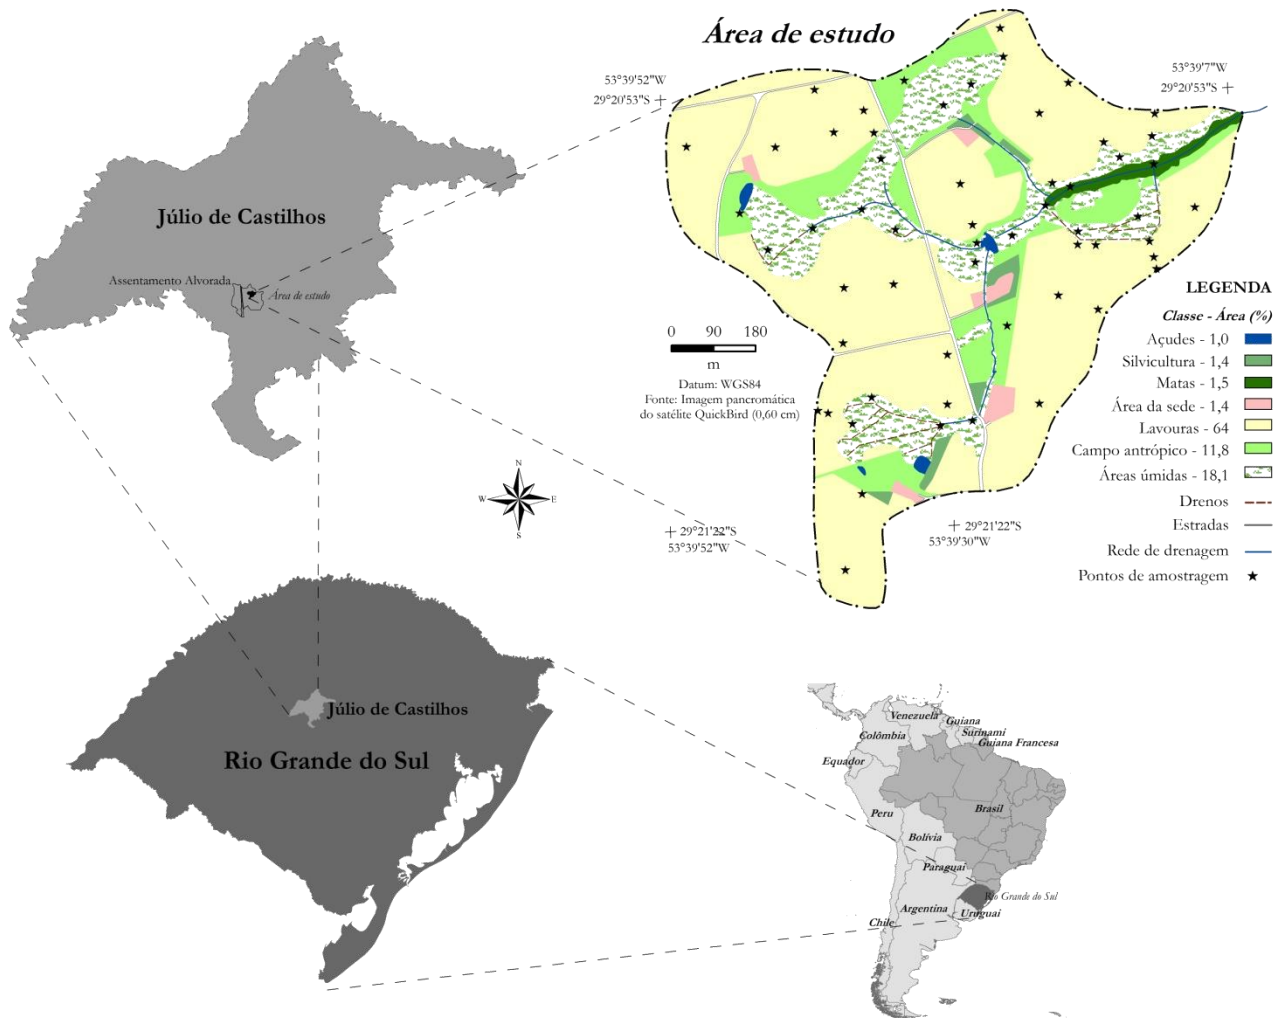 Área de estudo
53°39'52"W
29°20'53"S
53°39'7"W
29°20'53"S
Júlio de Castilhos
Assentamento Alvorada
Área de estudo
0 90 180
m
Datum: WGS84
Fonte: Imagem pancromática
do satélite QuickBird (0,60 cm)
LEGENDA
Classe - Área (%)
Açudes - 1,0
Silvicultura - 1,4
Matas - 1,5
Área da sede - 1,4
Lavouras - 64
Campo antrópico - 11,8
Áreas úmidas - 18,1
Drenos
Estradas
Rede de drenagem
Pontos de amostragem
29°21'22"S
53°39'52"W
29°21'22"S
53°39'30"W
N
W
E
S
Júlio de Castilhos
Rio Grande do Sul
Venezuela
Guiana
Colômbia
Surinami
Guiana Francesa
Equador
Peru
Brasil
Bolívia
Paraguai
Rio Grande do Sul
Argentina
Uruguai
Chile